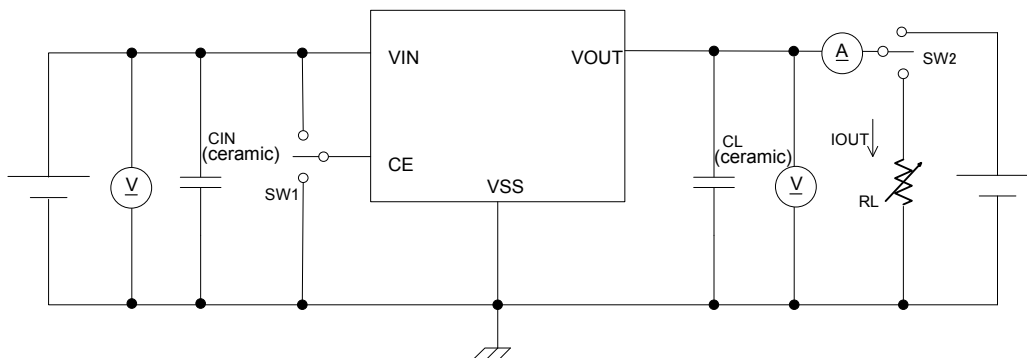 VIN
VOUT
A
SW2
CIN
(ceramic)
CL
(ceramic)
IOUT
CE
V
SW1
VSS
V
RL